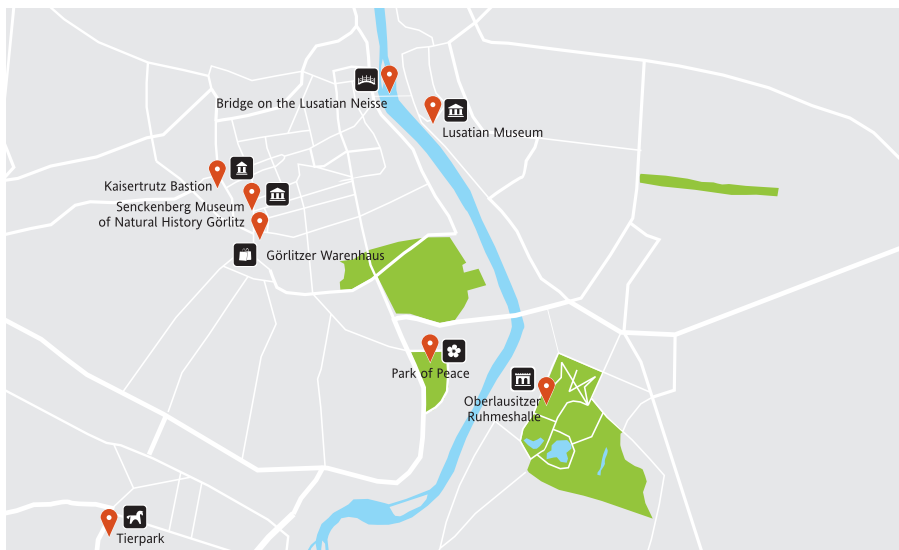 Bridge on the Lusatian Neisse
Lusatian Museum
Kaisertrutz Bastion
Senckenberg Museum
of Natural History Görlitz
Görlitzer Warenhaus
Park of Peace
Oberlausitzer
Ruhmeshalle
Tierpark